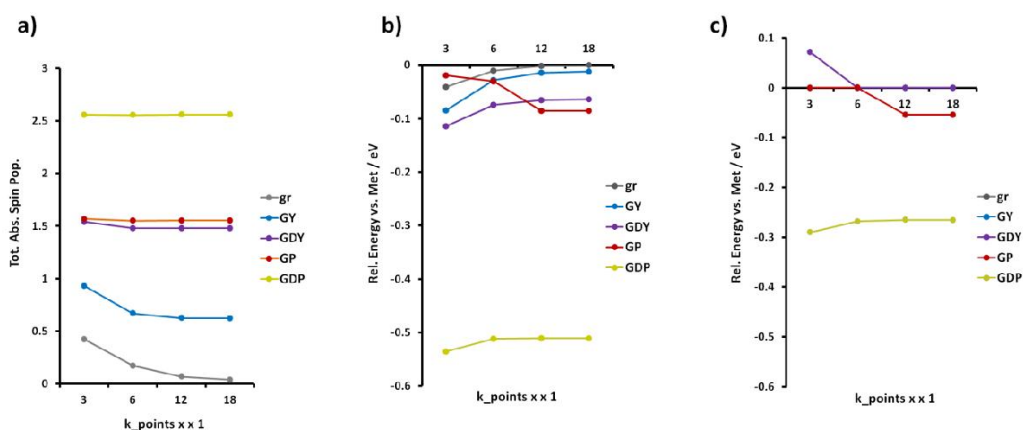 a)
Tot. Abs. Spin Pop.
3
2.5
2
1.5
1
0.5
0
3 6 12 18
k_points x x 1
gr
GY
GDY
GP
GDP
b)
Rel. Energy vs. Met / eV
3 6 12 18
0
-0.1
-0.2
-0.3
-0.4
-0.5
-0.6
gr
GY
GDY
GP
GDP
k_points x x 1
c)
Rel. Energy vs. Met / eV
0.1
0
-0.1
-0.2
-0.3
-0.4
-0.5
-0.6
3 6 12 18
gr
GY
GDY
GP
GDP
k_points x x 1